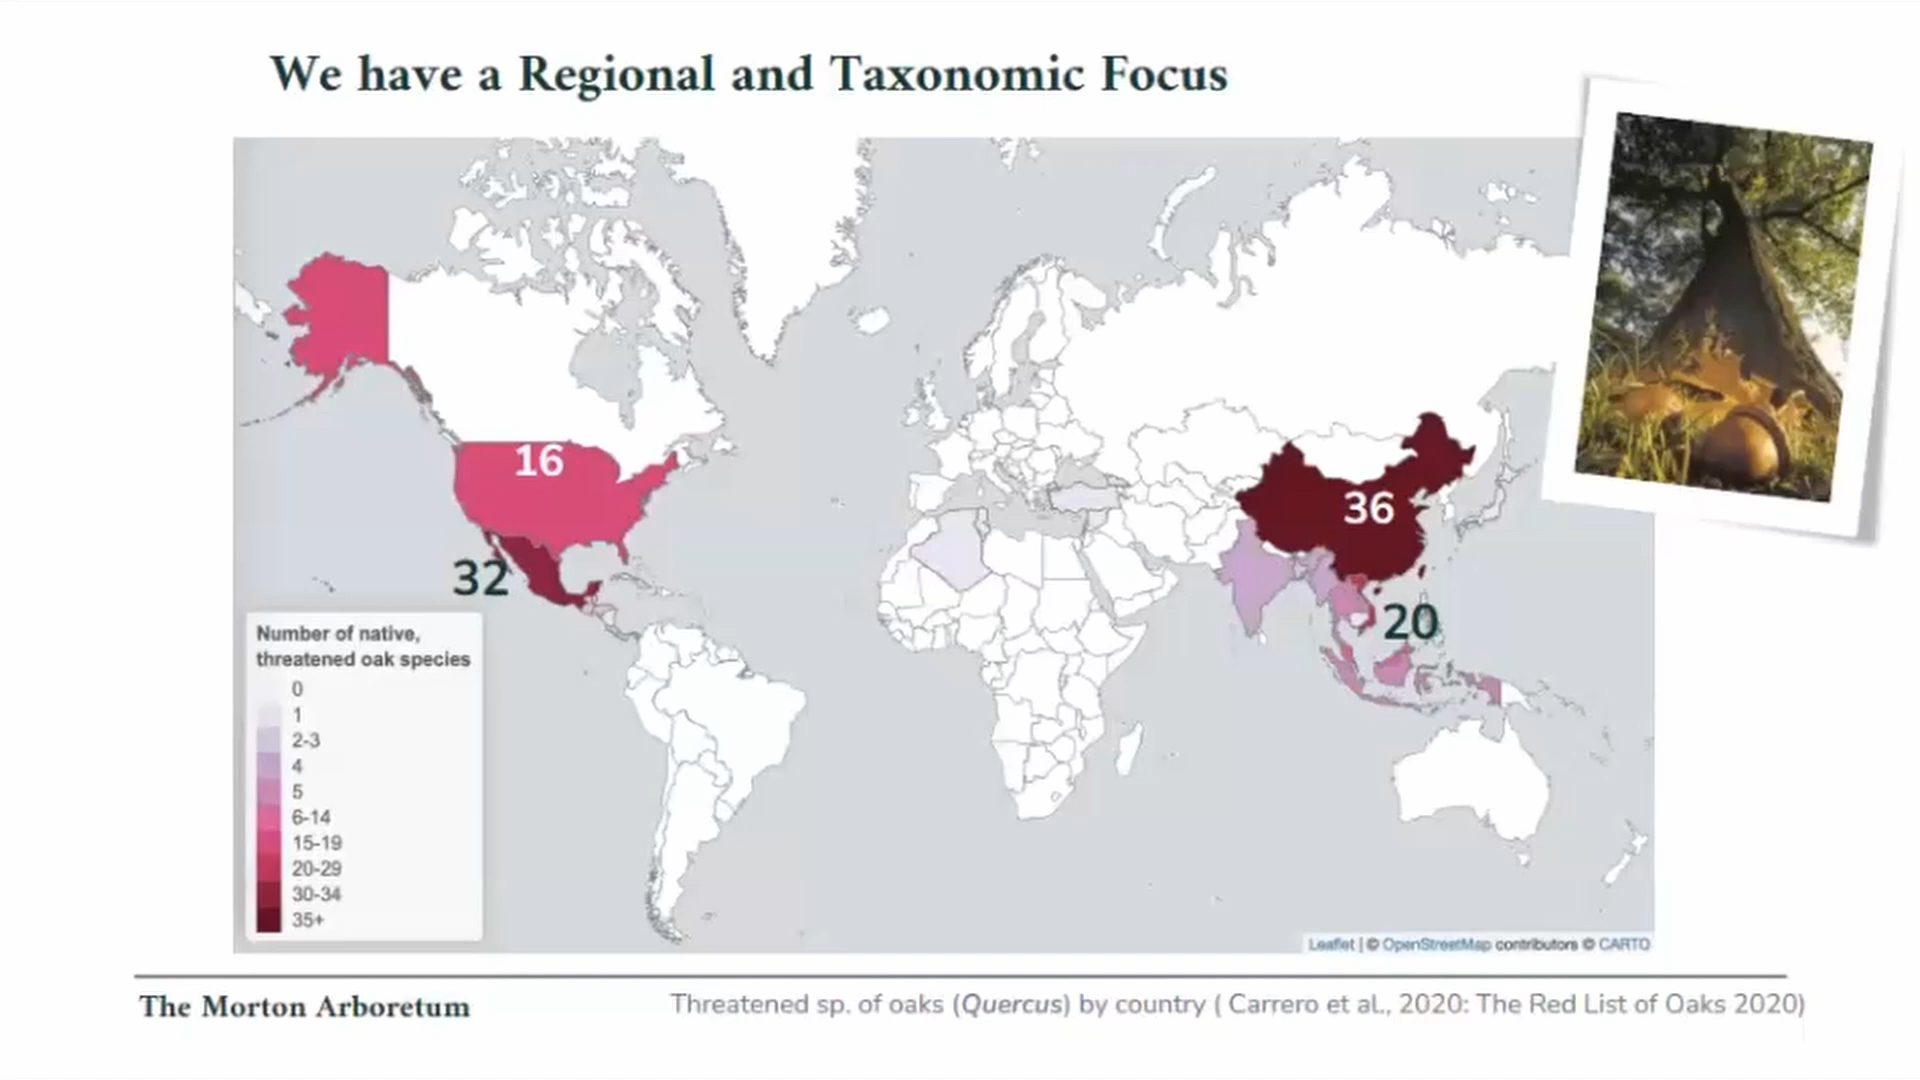 We have a Regional and Taxonomic Focus
16
36
32
20
Number of native,
threatened oak species
0
1
2-3
4
5
6-14
15-19
20-29
30-34
35+
Leaflet | © OpenStreetMap contributors © CARTO
The Morton Arboretum
Threatened sp. of oaks (Quercus) by country ( Carrero et al., 2020: The Red List of Oaks 2020)